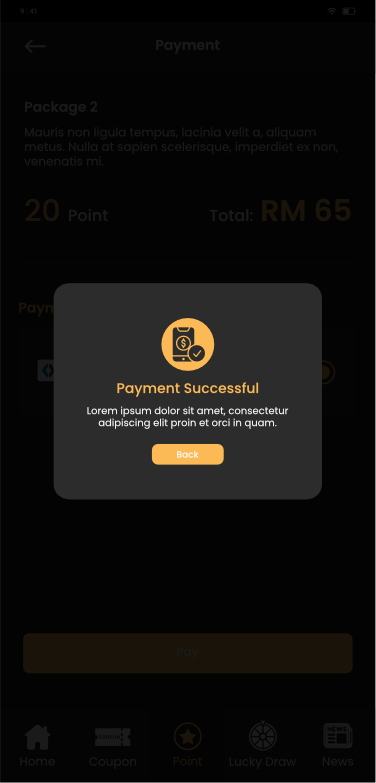 9:41
Payment
Package 2
Mauris non ligula tempus, lacinia velit a, aliquam
metus. Nulla at sapien scelerisque, imperdiet ex non,
venenatis mi.
20 Point
Total: RM 65
Paym
$
Payment Successful
Lorem ipsum dolor sit amet, consectetur
adipiscing elit proin et orci in quam.
Back
Pay
NEWS
Home
Coupon
Point
Lucky Draw
News